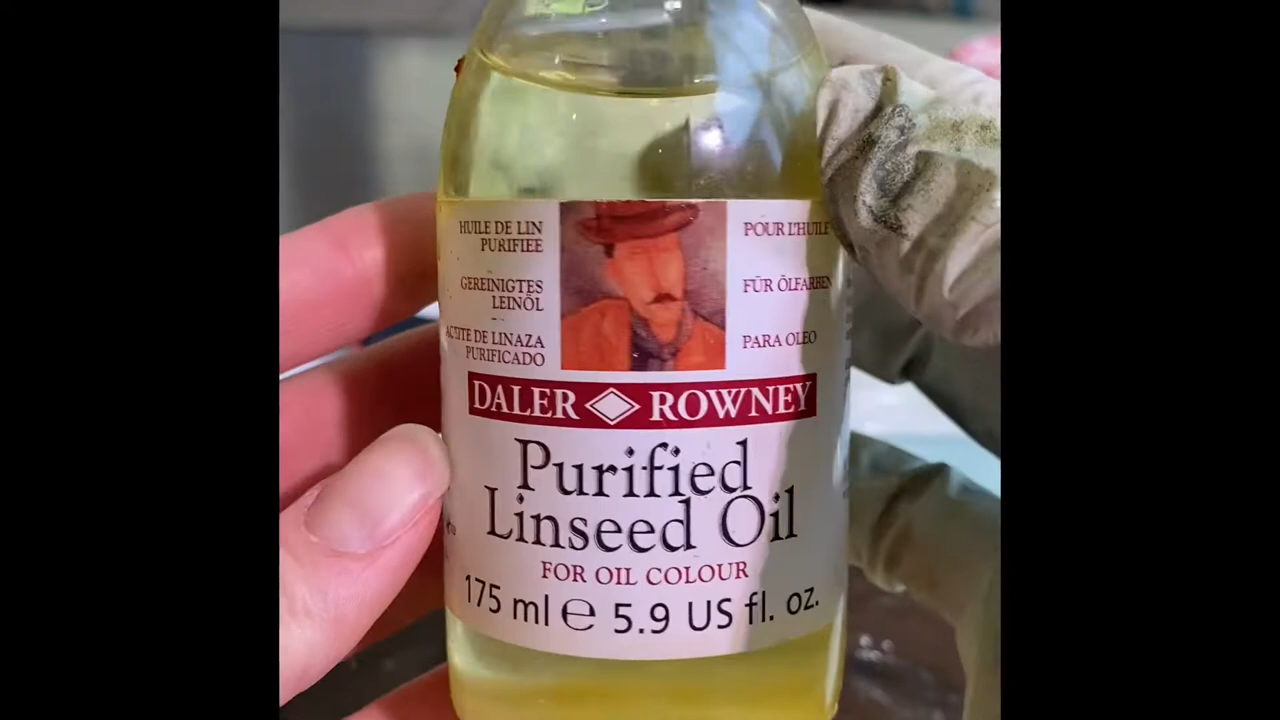 HUILE DE LIN
PURIFIEE
GEREINIGTES
LEINÖL
ACEITE DE LINAZA
PURIFICADO
POUR L'HUILE
FÜR ÖLFARBEN
PARA OLEO
DALER ROWNEY
Purified
Linseed Oil
FOR OIL COLOUR
175 ml ℮ 5.9 US fl. oz.